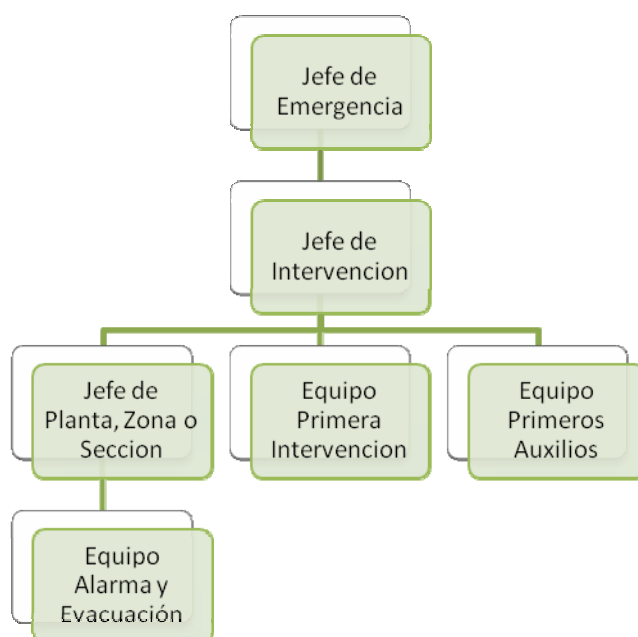 Jefe de
Emergencia
Jefe de
Intervencion
Jefe de
Planta, Zona o
Seccion
Equipo
Primera
Intervencion
Equipo
Primeros
Auxilios
Equipo
Alarma y
Evacuación